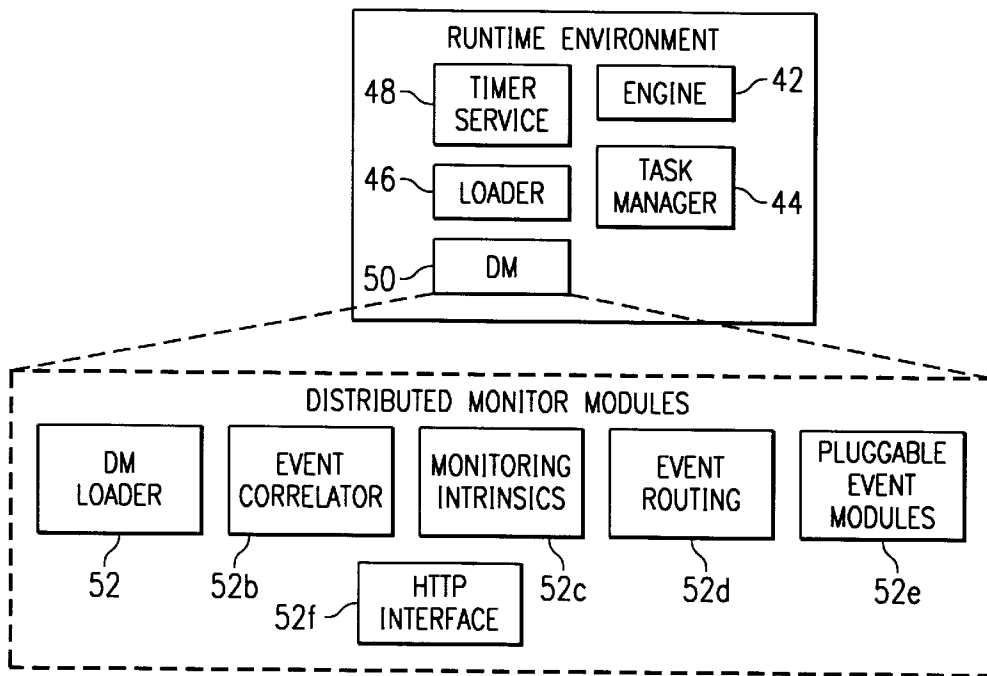 RUNTIME ENVIRONMENT
48
TIMER
SERVICE
ENGINE
42
46
LOADER
TASK
MANAGER
44
50
DM
DISTRIBUTED MONITOR MODULES
DM
LOADER
EVENT
CORRELATOR
MONITORING
INTRINSICS
EVENT
ROUTING
PLUGGABLE
EVENT
MODULES
52
52b
52c
52d
52e
52f
HTTP
INTERFACE